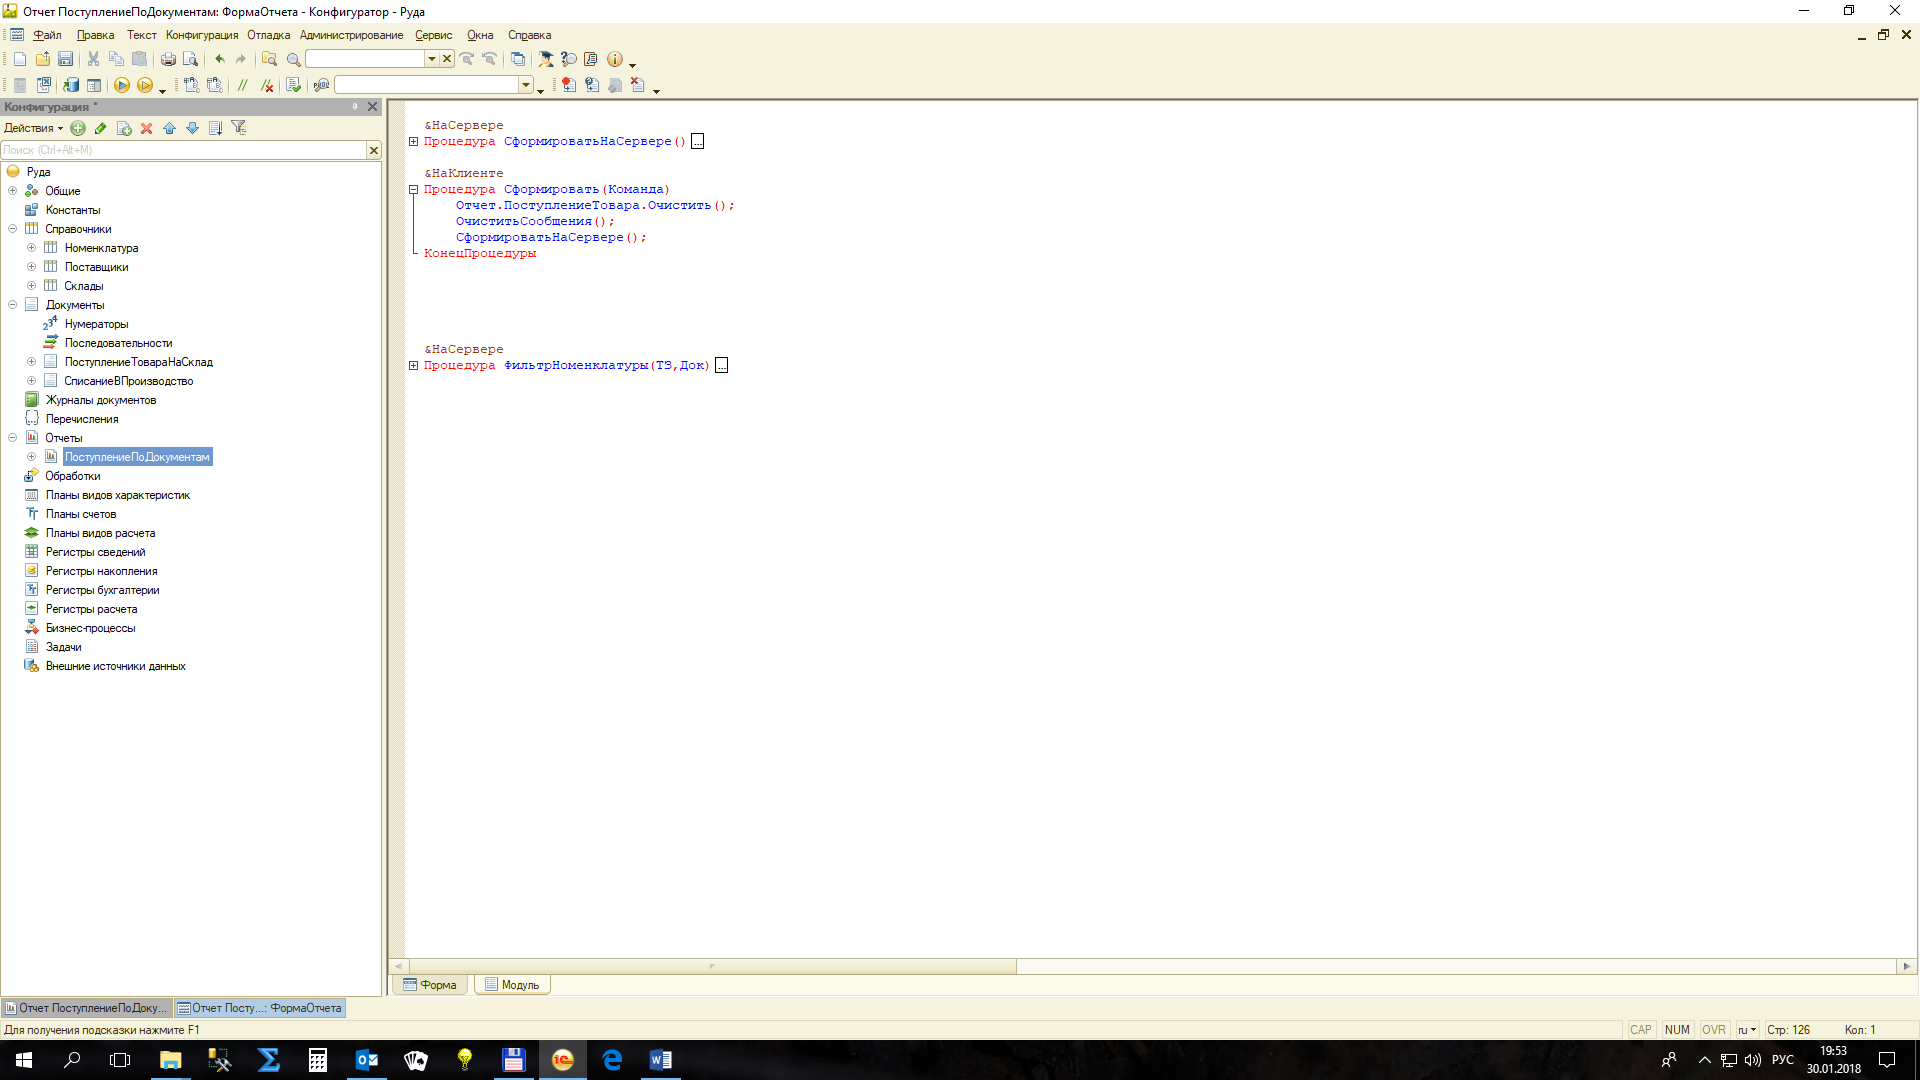 Отчет ПоступлениеПоДокументам: ФормаОтчета - Конфигуратор - Руда
Файл Правка Текст Конфигурация Отладка Администрирование Сервис Окна Справка
Конфигурация *
Действия
Поиск (Ctrl+Alt+M)
Руда
Общие
Константы
Справочники
Номенклатура
Поставщики
Склады
Документы
Нумераторы
Последовательности
ПоступлениеТовараНаСклад
СписаниеВПроизводство
Журналы документов
Перечисления
Отчеты
ПоступлениеПоДокументам
Обработки
Планы видов характеристик
Планы счетов
Планы видов расчета
Регистры сведений
Регистры накопления
Регистры бухгалтерии
Регистры расчета
Бизнес-процессы
Задачи
Внешние источники данных
&НаСервере
Процедура СформироватьНаСервере() ...
&НаКлиенте
Процедура Сформировать(Команда)
Отчет.ПоступлениеТовара.Очистить();
ОчиститьСообщения();
СформироватьНаСервере();
КонецПроцедуры
&НаСервере
Процедура ФильтрНоменклатуры(ТЗ,Док) ...
Форма Модуль
Отчет ПоступлениеПоДоку... Отчет Посту...: ФормаОтчета
Для получения подсказки нажмите F1 CAP NUM OVR ru Стр: 126 Кол: 1
РУС 19:53
30.01.2018